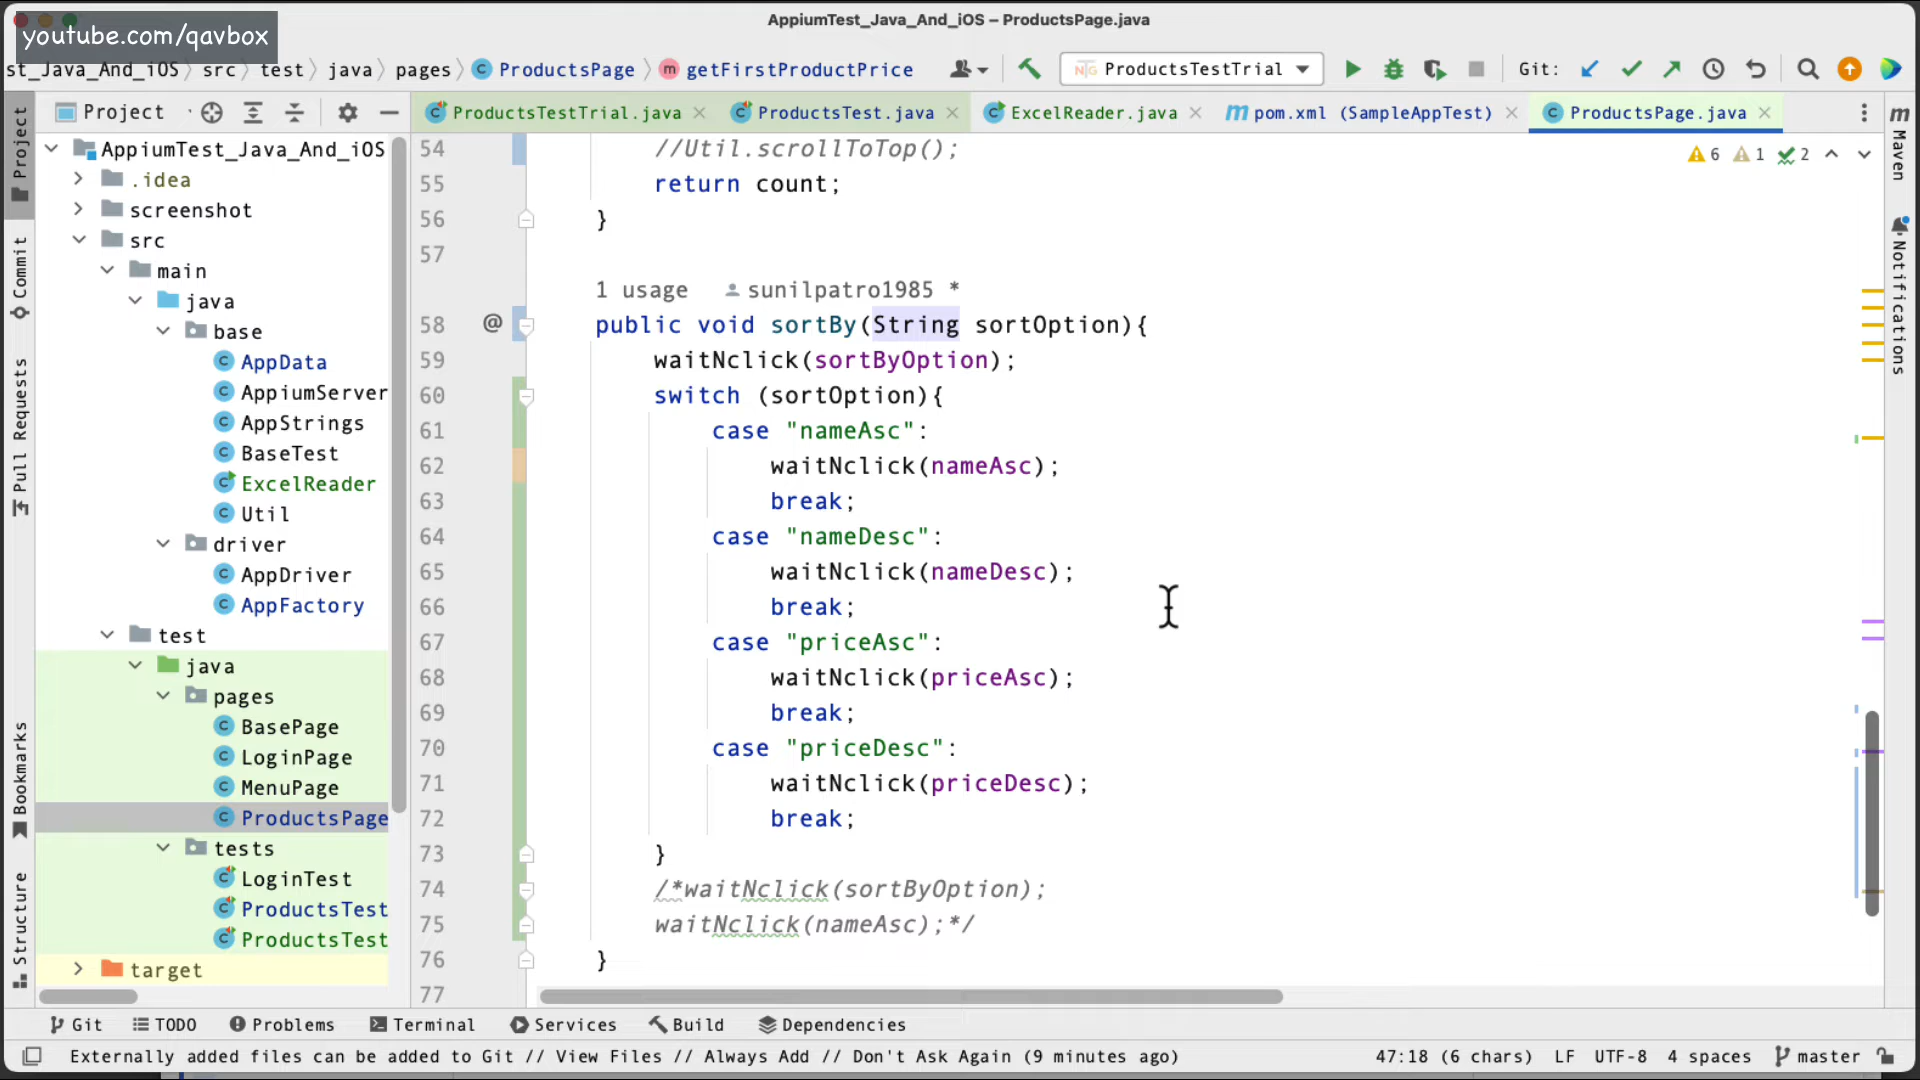 AppiumTest_Java_And_iOS – ProductsPage.java
youtube.com/qavbox
st_Java_And_iOS src test java pages ProductsPage m getFirstProductPrice ProductsTestTrial Git:
Project ProductsTestTrial.java ProductsTest.java ExcelReader.java pom.xml (SampleAppTest) ProductsPage.java
AppiumTest_Java_And_iOS
.idea
screenshot
src
main
java
base
AppData
AppiumServer
AppStrings
BaseTest
ExcelReader
Util
driver
AppDriver
AppFactory
test
java
pages
BasePage
LoginPage
MenuPage
ProductsPage
tests
LoginTest
ProductsTest
ProductsTest
target
Project
Commit
Pull Requests
Bookmarks
Structure
6 1 2
54 //Util.scrollToTop();
55 return count;
56 }
57
1 usage sunilpatro1985 *
58 @ public void sortBy(String sortOption){
59 waitNclick(sortByOption);
60 switch (sortOption){
61 case "nameAsc":
62 waitNclick(nameAsc);
63 break;
64 case "nameDesc":
65 waitNclick(nameDesc);
66 break;
67 case "priceAsc":
68 waitNclick(priceAsc);
69 break;
70 case "priceDesc":
71 waitNclick(priceDesc);
72 break;
73 }
74 /*waitNclick(sortByOption);
75 waitNclick(nameAsc);*/
76 }
77
m Maven
Notifications
Git TODO Problems Terminal Services Build Dependencies
Externally added files can be added to Git // View Files // Always Add // Don't Ask Again (9 minutes ago) 47:18 (6 chars) LF UTF-8 4 spaces master